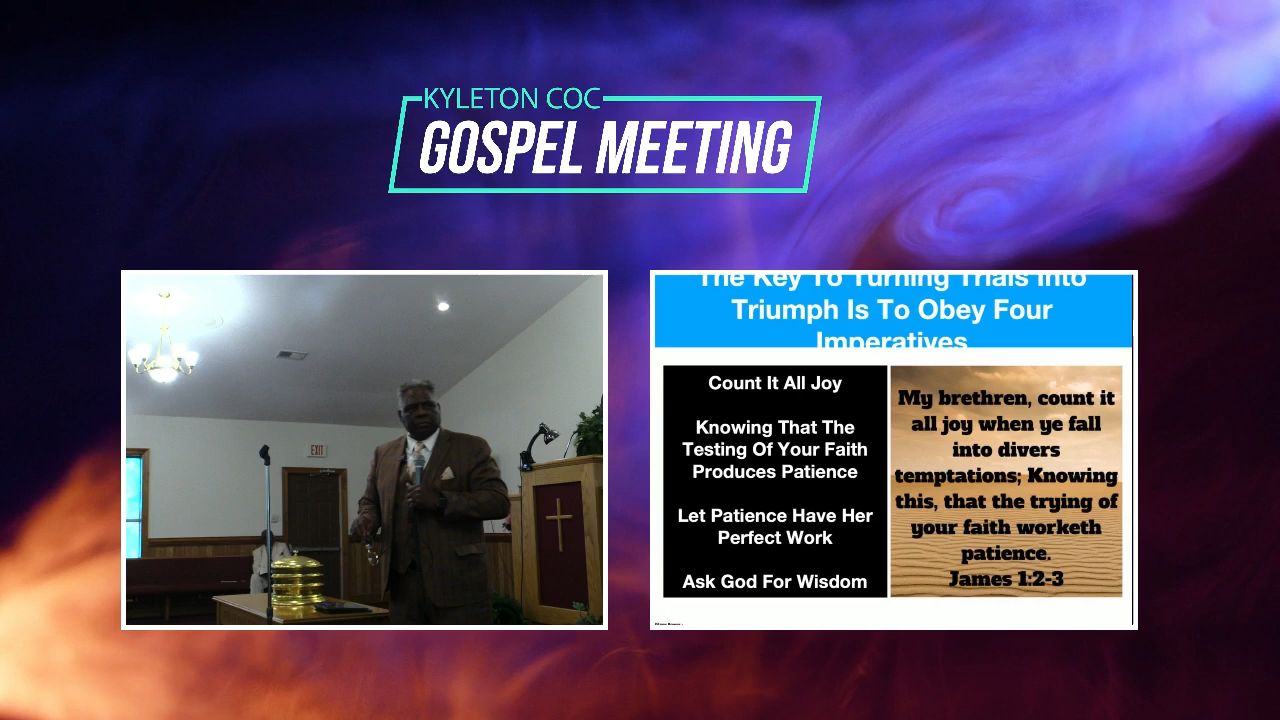 KYLETON COC
GOSPEL MEETING
EXIT
The Key To Turning Trials Into
Triumph Is To Obey Four
Imperatives
Count It All Joy
Knowing That The
Testing Of Your Faith
Produces Patience
Let Patience Have Her
Perfect Work
Ask God For Wisdom
My brethren, count it
all joy when ye fall
into divers
temptations; Knowing
this, that the trying of
your faith worketh
patience.
James 1:2-3